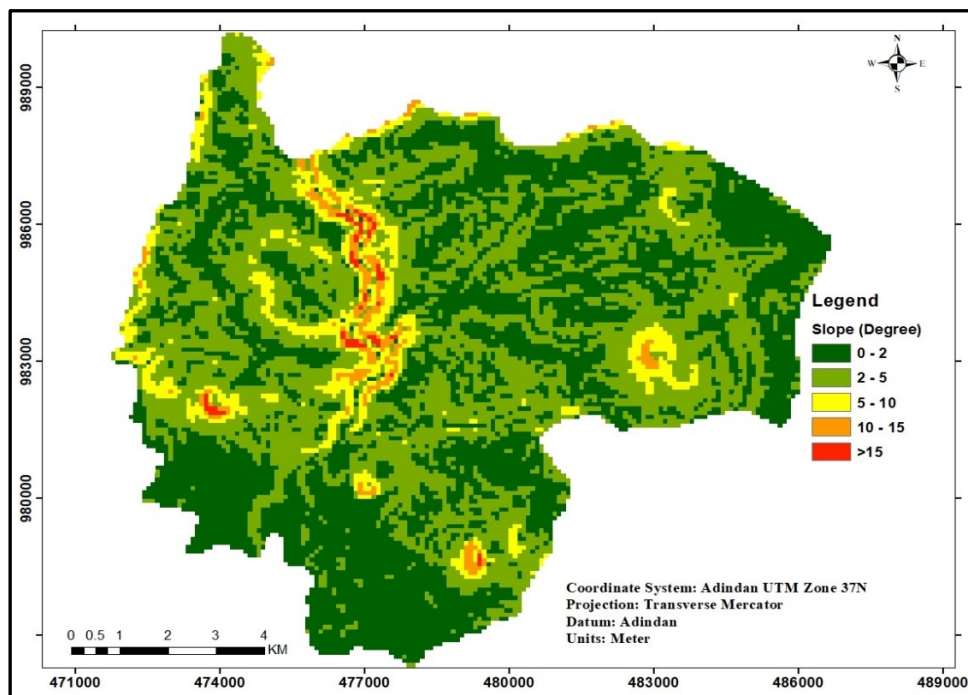 N
W E
S
989000
986000
983000
980000
Legend
Slope (Degree)
0 - 2
2 - 5
5 - 10
10 - 15
>15
Coordinate System: Adindan UTM Zone 37N
Projection: Transverse Mercator
Datum: Adindan
Units: Meter
0 0.5 1 2 3 4
KM
471000 474000 477000 480000 483000 486000 489000